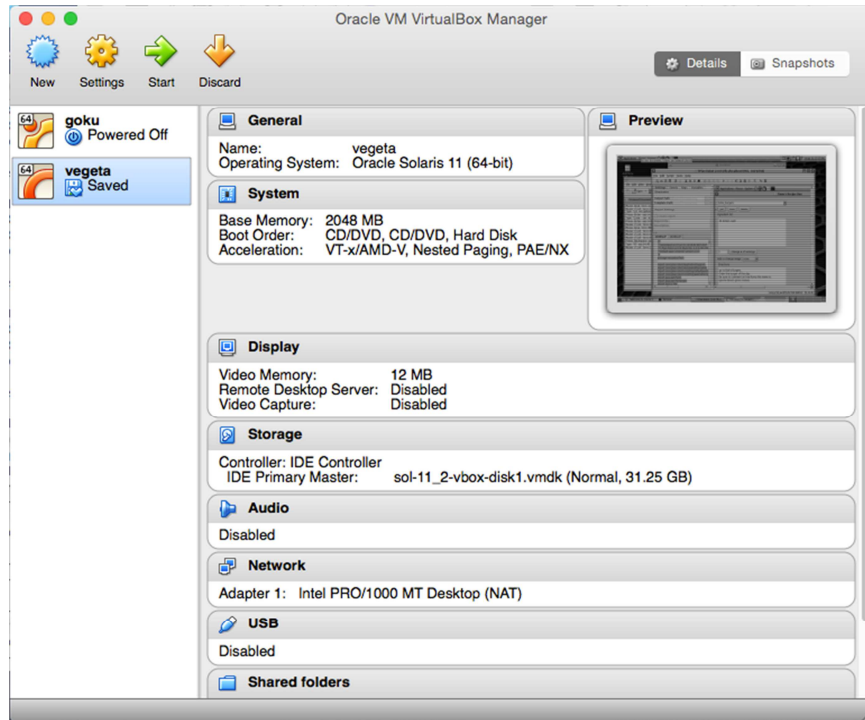 Oracle VM VirtualBox Manager
New Settings Start Discard
Details Snapshots
64 goku
Powered Off
64 vegeta
Saved
General
Name: vegeta
Operating System: Oracle Solaris 11 (64-bit)
Preview
System
Base Memory: 2048 MB
Boot Order: CD/DVD, CD/DVD, Hard Disk
Acceleration: VT-x/AMD-V, Nested Paging, PAE/NX
Display
Video Memory: 12 MB
Remote Desktop Server: Disabled
Video Capture: Disabled
Storage
Controller: IDE Controller
IDE Primary Master: sol-11_2-vbox-disk1.vmdk (Normal, 31.25 GB)
Audio
Disabled
Network
Adapter 1: Intel PRO/1000 MT Desktop (NAT)
USB
Disabled
Shared folders